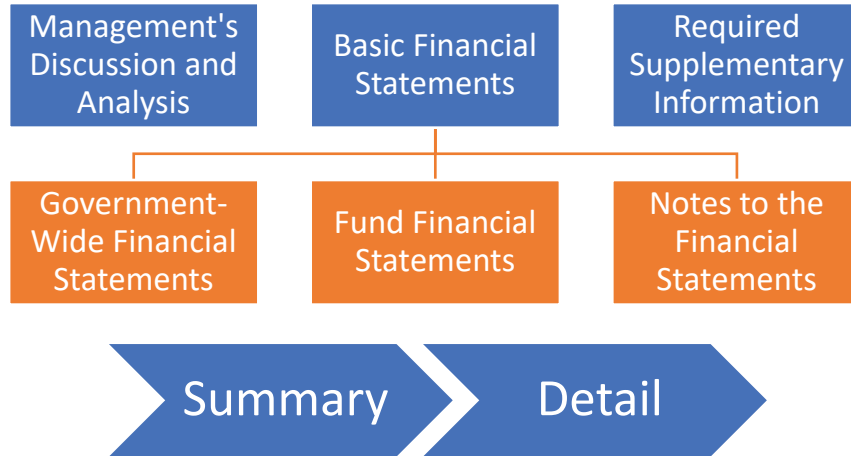 Management's
Discussion and
Analysis
Basic Financial
Statements
Required
Supplementary
Information
Government-
Wide Financial
Statements
Fund Financial
Statements
Notes to the
Financial
Statements
Summary
Detail